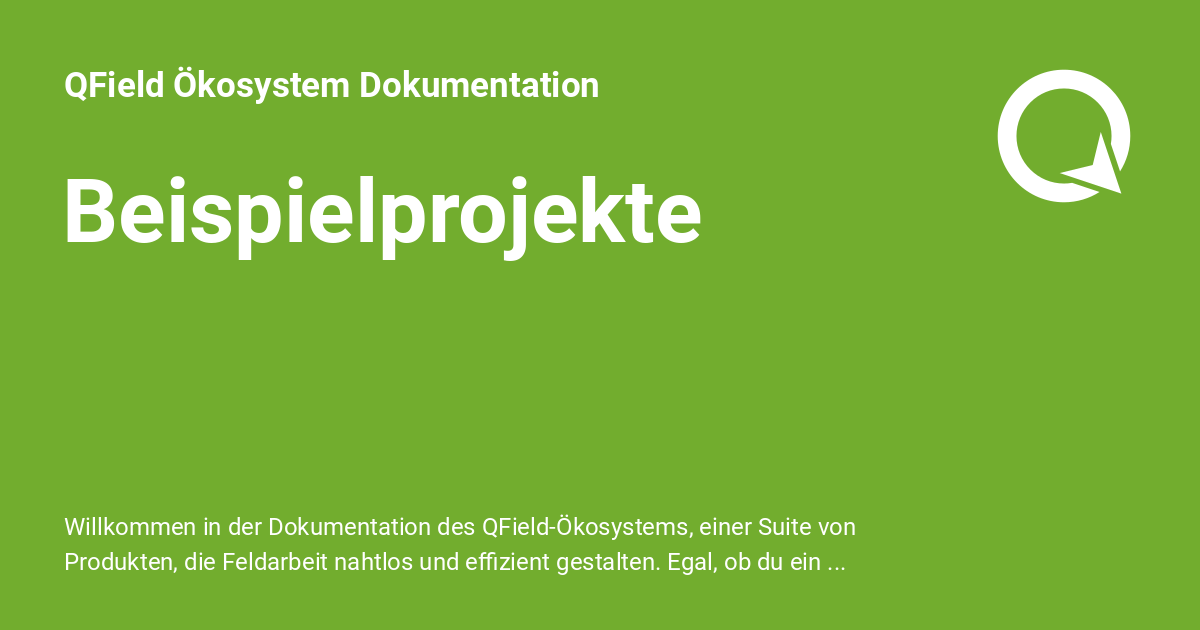 QField Ökosystem Dokumentation
Beispielprojekte
Willkommen in der Dokumentation des QField-Ökosystems, einer Suite von
Produkten, die Feldarbeit nahtlos und effizient gestalten. Egal, ob du ein ...